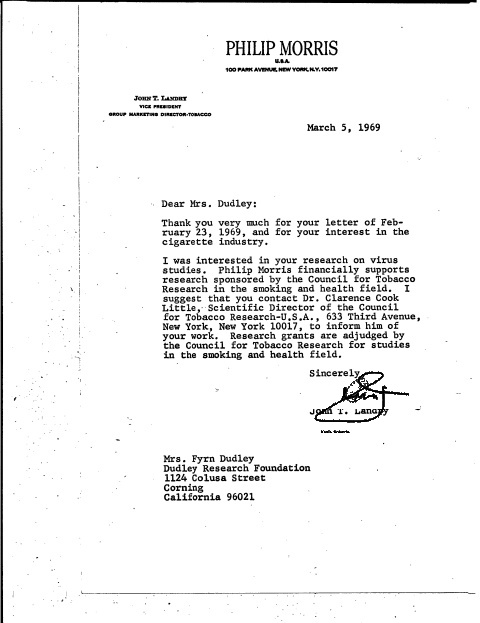 PHILIP MORRIS
U.S.A.
100 PARK AVENUE, NEW YORK, N.Y. 10017
JOHN T. LANDRY
VICE PRESIDENT
GROUP MARKETING DIRECTOR-TOBACCO
March 5, 1969
Dear Mrs. Dudley:
Thank you very much for your letter of Feb-
ruary 23, 1969, and for your interest in the
cigarette industry.
I was interested in your research on virus
studies. Philip Morris financially supports
research sponsored by the Council for Tobacco
Research in the smoking and health field. I
suggest that you contact Dr. Clarence Cook
Little, Scientific Director of the Council
for Tobacco Research-U.S.A., 633 Third Avenue,
New York, New York 10017, to inform him of
your work. Research grants are adjudged by
the Council for Tobacco Research for studies
in the smoking and health field.
Sincerely
John T. Landry
Mrs. Fyrn Dudley
Dudley Research Foundation
1124 Colusa Street
Corning
California 96021